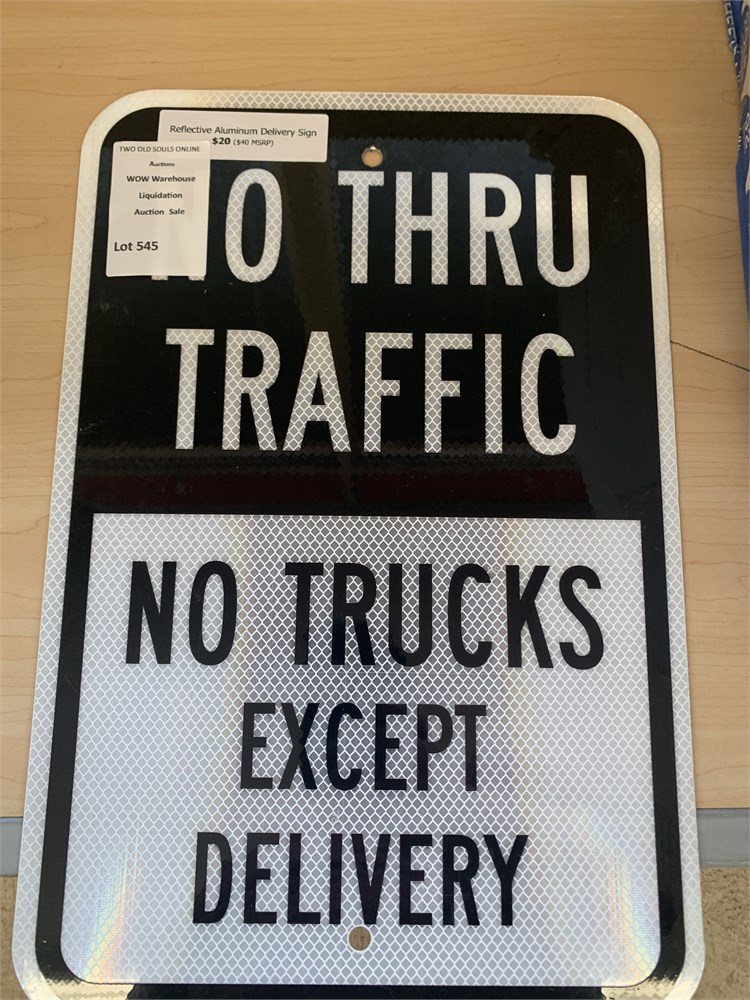 Reflective Aluminum Delivery Sign
$20 ($40 MSRP)
TWO OLD SOULS ONLINE
Auctions
WOW Warehouse
Liquidation
Auction Sale
Lot 545
NO THRU
TRAFFIC
NO TRUCKS
EXCEPT
DELIVERY